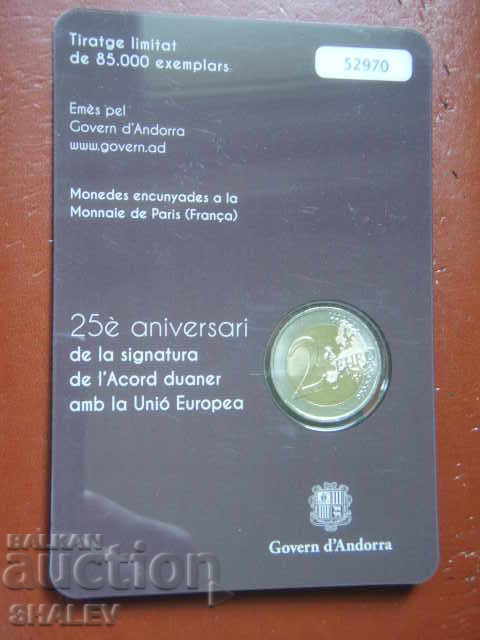 Tiratge limitat
de 85.000 exemplars
52970
Emès pel
Govern d'Andorra
www.govern.ad
Monedes encunyades a la
Monnaie de Paris (França)
25è aniversari
de la signatura
de l'Acord duaner
amb la Unió Europea
2 EURO
Govern d'Andorra
BALKAN
auction
SHALEV